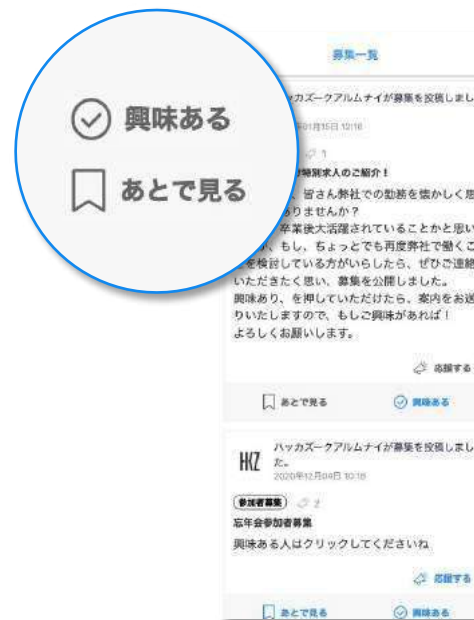 興味ある
あとで見る
募集一覧
ハッカズークアルムナイが募集を投稿しまし
月15日 12:16
1
特別求人のご紹介！
、皆さん弊社での勤務を懐かしく思
ありませんか？
卒業後大活躍されていることかと思い
、もし、ちょっとでも再度弊社で働くこ
を検討している方がいらしたら、ぜひご連絡
いただきたく思い、募集を公開しました。
興味あり、を押していただけたら、案内をお送
りいたしますので、もしご興味があれば！
よろしくお願いします。
応援する
あとで見る 興味ある
HKZ
ハッカズークアルムナイが募集を投稿しまし
た。
2020年12月04日 10:16
参加者募集 2
忘年会参加者募集
興味ある人はクリックしてくださいね
応援する
あとで見る 興味ある